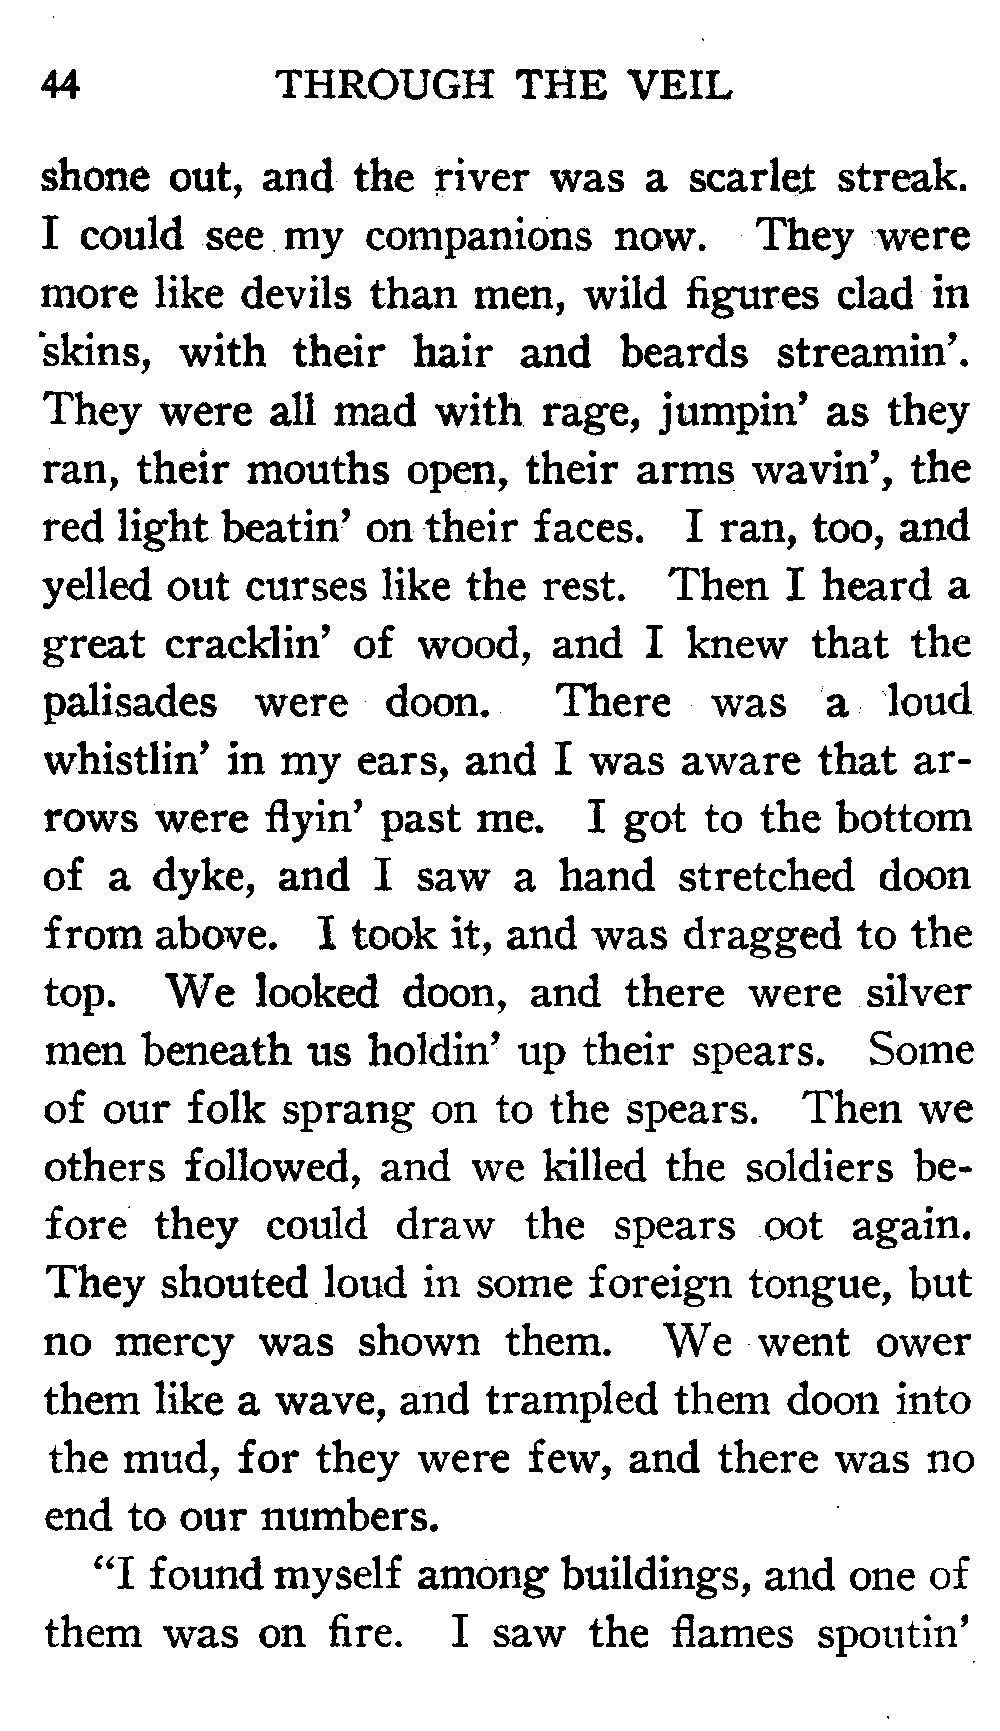 44 THROUGH THE VEIL
shone out, and the river was a scarlet streak.
I could see my companions now. They were
more like devils than men, wild figures clad in
skins, with their hair and beards streamin'.
They were all mad with rage, jumpin' as they
ran, their mouths open, their arms wavin', the
red light beatin' on their faces. I ran, too, and
yelled out curses like the rest. Then I heard a
great cracklin' of wood, and I knew that the
palisades were doon. There was a loud
whistlin' in my ears, and I was aware that ar-
rows were flyin' past me. I got to the bottom
of a dyke, and I saw a hand stretched doon
from above. I took it, and was dragged to the
top. We looked doon, and there were silver
men beneath us holdin' up their spears. Some
of our folk sprang on to the spears. Then we
others followed, and we killed the soldiers be-
fore they could draw the spears oot again.
They shouted loud in some foreign tongue, but
no mercy was shown them. We went ower
them like a wave, and trampled them doon into
the mud, for they were few, and there was no
end to our numbers.
"I found myself among buildings, and one of
them was on fire. I saw the flames spoutin'